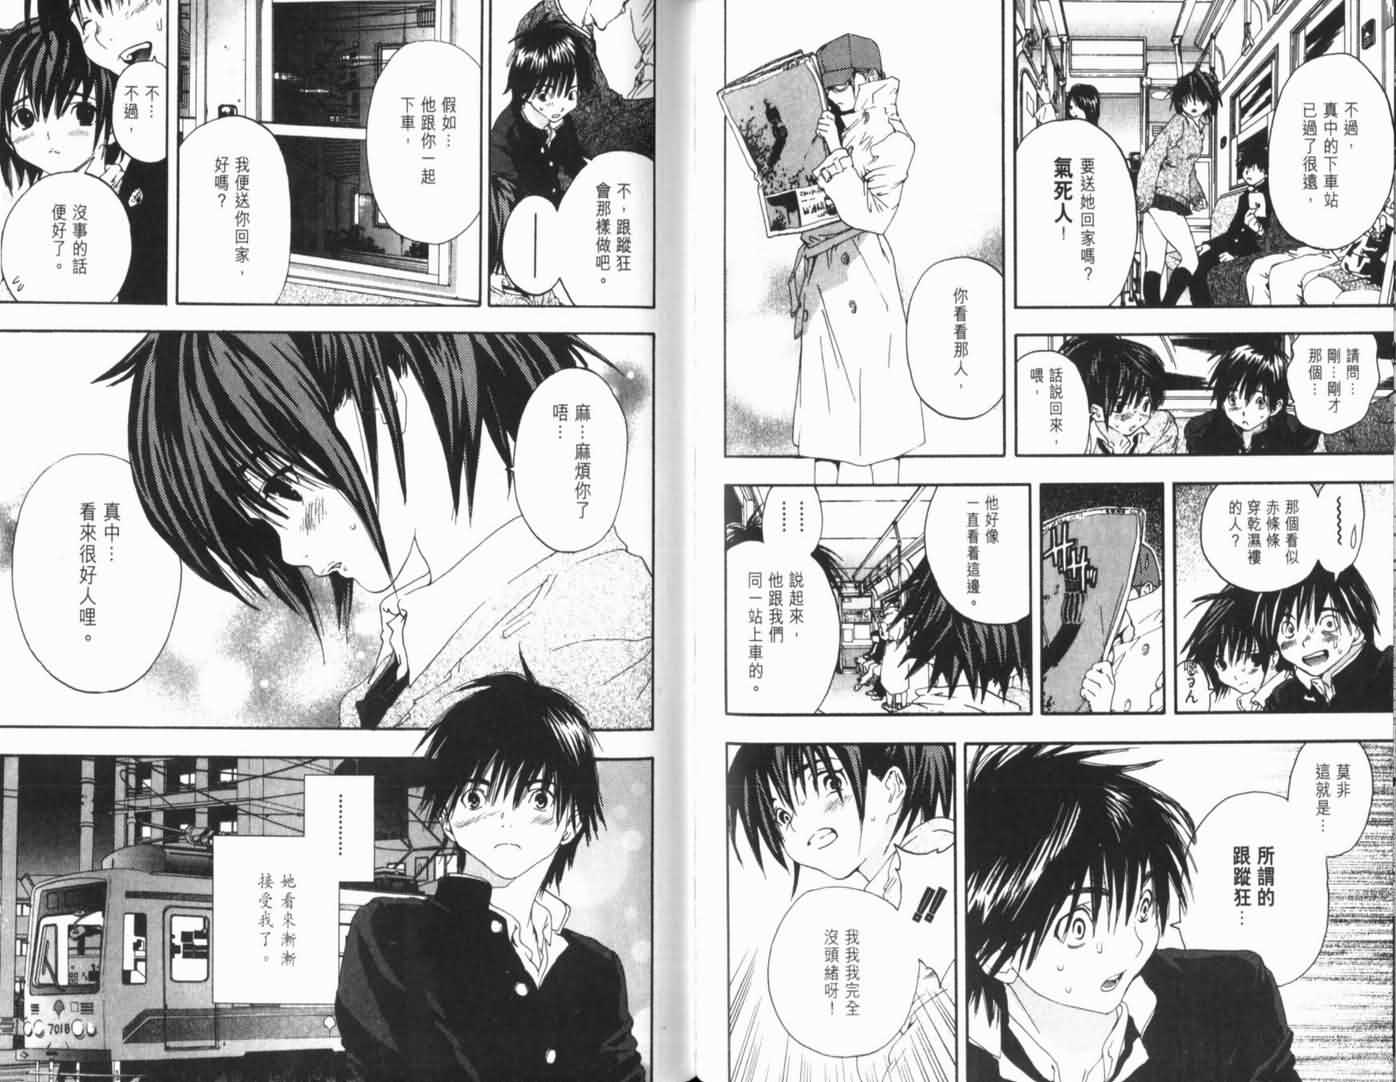 不過，
真中的下車站
已過了很遠，
要送她回家嗎？
氣死人！
請問…
剛…剛才
那個…
話說回來，
喂，
你看看那人，
那個看似
赤條條
穿乾濕褸
的人？
他好像
一直看着這邊。
………
說起來，
他跟我們
同一站上車的。
莫非
這就是…
所謂的
跟蹤狂…
!!!
我我我完全
沒頭緒呀！
不，跟蹤狂
會那樣做吧。
——
假如…
他跟你一起
下車，
我便送你回家，
好嗎？
不…
不過，
沒事的話
便好了。
麻…麻煩你了
唔…
真中…
看來很好人哩。
…………
她看來漸漸
接受我了。
7018